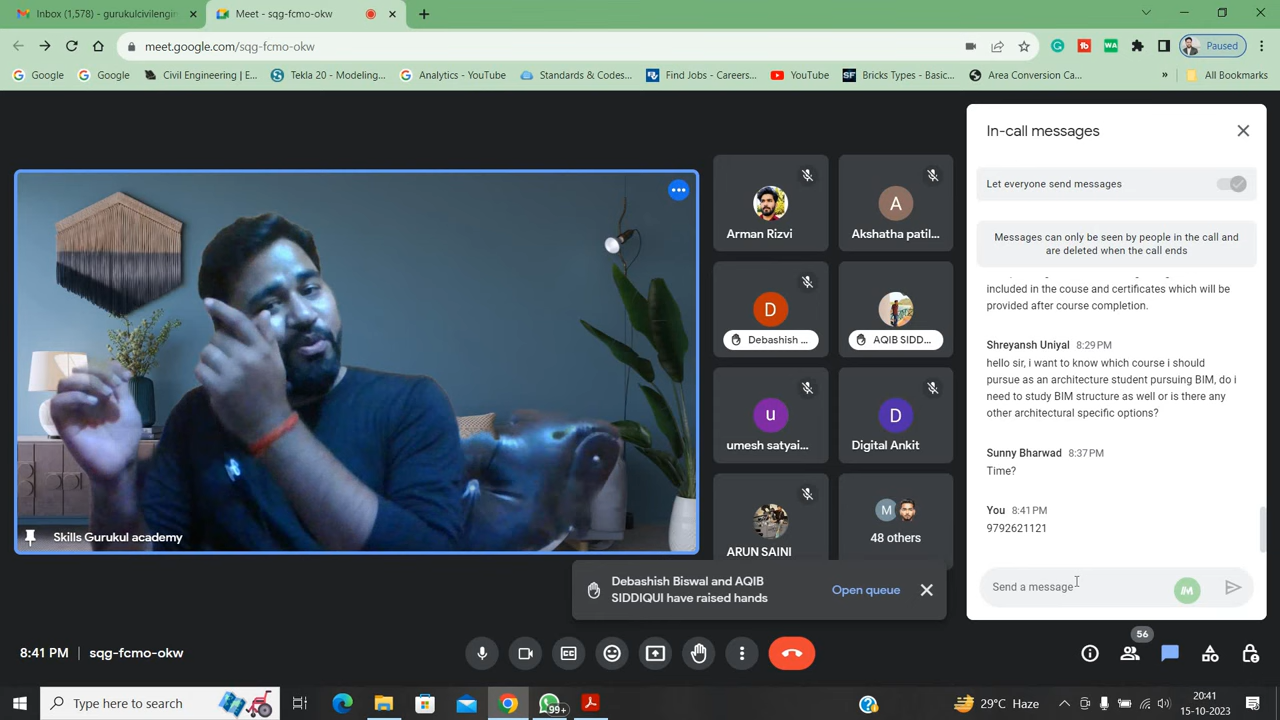 Inbox (1,578) - gurukulcivilengin
Meet - sqg-fcmo-okw
meet.google.com/sqg-fcmo-okw
Paused
Google
Google
Civil Engineering | E...
Tekla 20 - Modeling...
Analytics - YouTube
Standards & Codes...
Find Jobs - Careers...
YouTube
Bricks Types - Basic...
Area Conversion Ca...
»
All Bookmarks
In-call messages
Let everyone send messages
Messages can only be seen by people in the call and
are deleted when the call ends
included in the couse and certificates which will be
provided after course completion.
Shreyansh Uniyal 8:29 PM
hello sir, i want to know which course i should
pursue as an architecture student pursuing BIM, do i
need to study BIM structure as well or is there any
other architectural specific options?
Sunny Bharwad 8:37 PM
Time?
You 8:41 PM
9792621121
Send a message
Arman Rizvi
A
Akshatha patil...
D
Debashish ...
AQIB SIDD...
u
umesh satyai...
D
Digital Ankit
ARUN SAINI
M
48 others
Skills Gurukul academy
Debashish Biswal and AQIB
SIDDIQUI have raised hands
Open queue
8:41 PM | sqg-fcmo-okw
56
Type here to search
99+
29°C Haze
20:41
15-10-2023